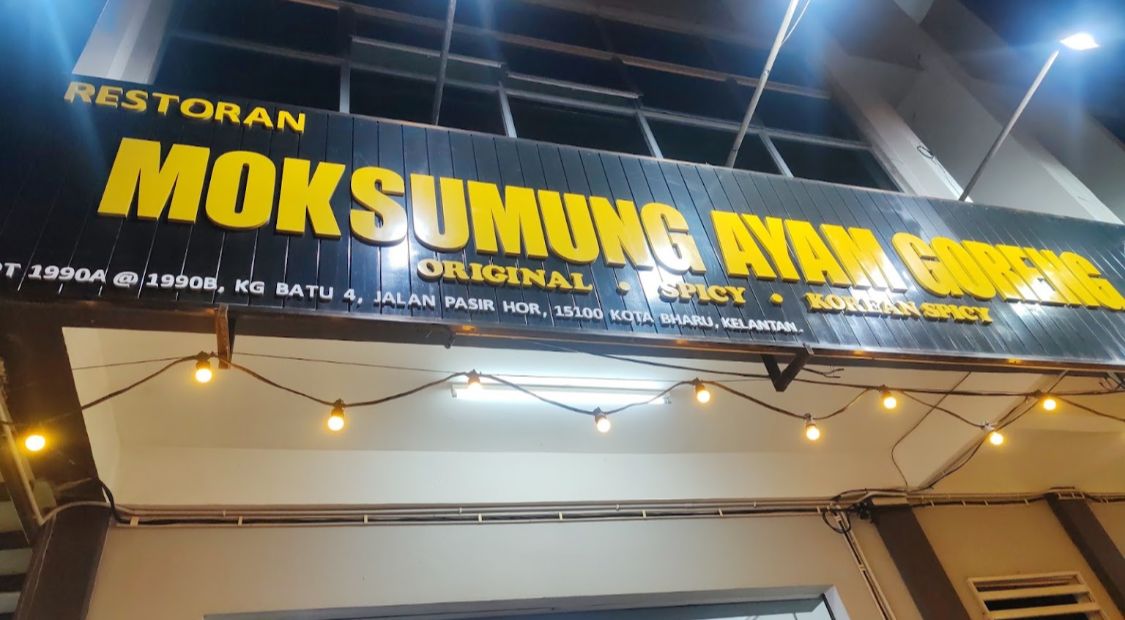 RESTORAN
MOKSUMUNG AYAM GORENG
ORIGINAL • SPICY • KOREAN SPICY
OT 1990A @ 1990B, KG BATU 4, JALAN PASIR HOR, 15100 KOTA BHARU, KELANTAN.